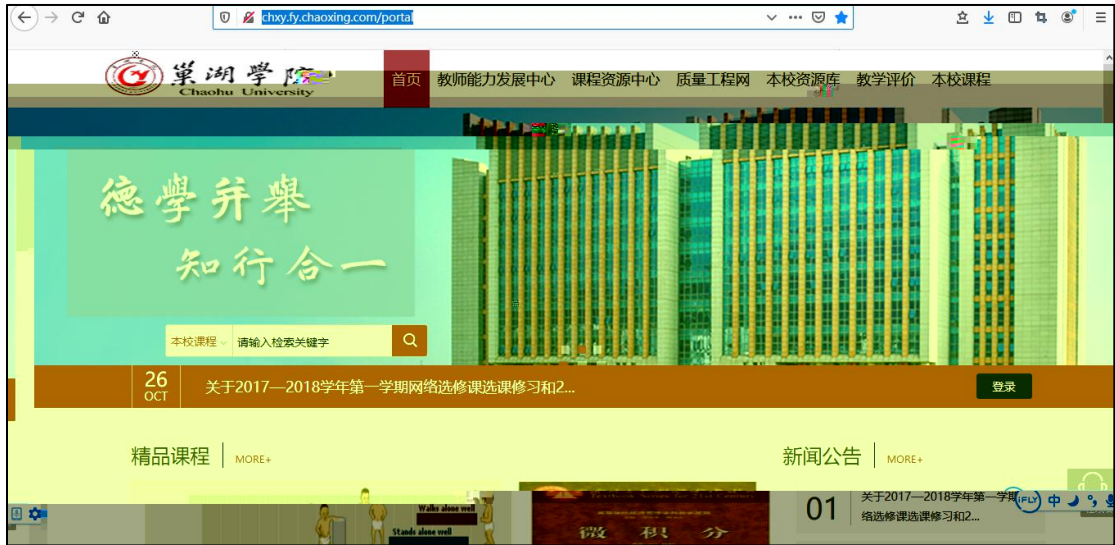 chxy.fy.chaoxing.com/portal
巢湖学院
Chaohu University
首页 教师能力发展中心 课程资源中心 质量工程网 本校资源库 教学评价 本校课程
德學弁舉
知行合一
本校课程 请输入检索关键字
26
OCT
关于2017—2018学年第一学期网络选修课选课修习和2...
登录
精品课程 MORE+
新闻公告 MORE+
Walks alone well
Stands alone well
微积分
01
关于2017—2018学年第一学期
络选修课选课修习和2...
iFLY 中